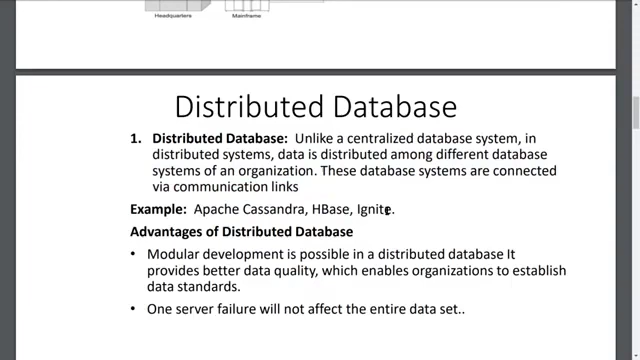 Headquarters
Mainframe
Distributed Database
1. Distributed Database: Unlike a centralized database system, in
distributed systems, data is distributed among different database
systems of an organization. These database systems are connected
via communication links
Example: Apache Cassandra, HBase, Ignite.
Advantages of Distributed Database
• Modular development is possible in a distributed database It
provides better data quality, which enables organizations to establish
data standards.
• One server failure will not affect the entire data set..